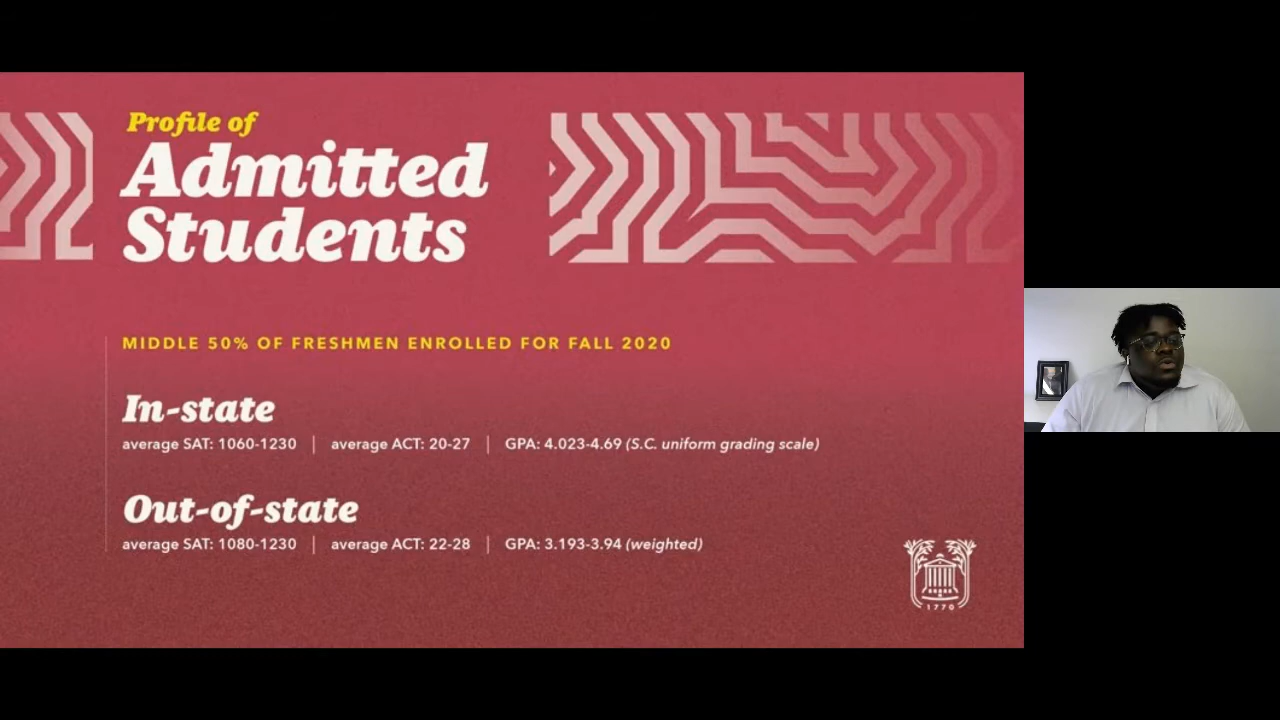 Profile of
Admitted
Students
MIDDLE 50% OF FRESHMEN ENROLLED FOR FALL 2020
In-state
average SAT: 1060-1230 | average ACT: 20-27 | GPA: 4.023-4.69 (S.C. uniform grading scale)
Out-of-state
average SAT: 1080-1230 | average ACT: 22-28 | GPA: 3.193-3.94 (weighted)
1770